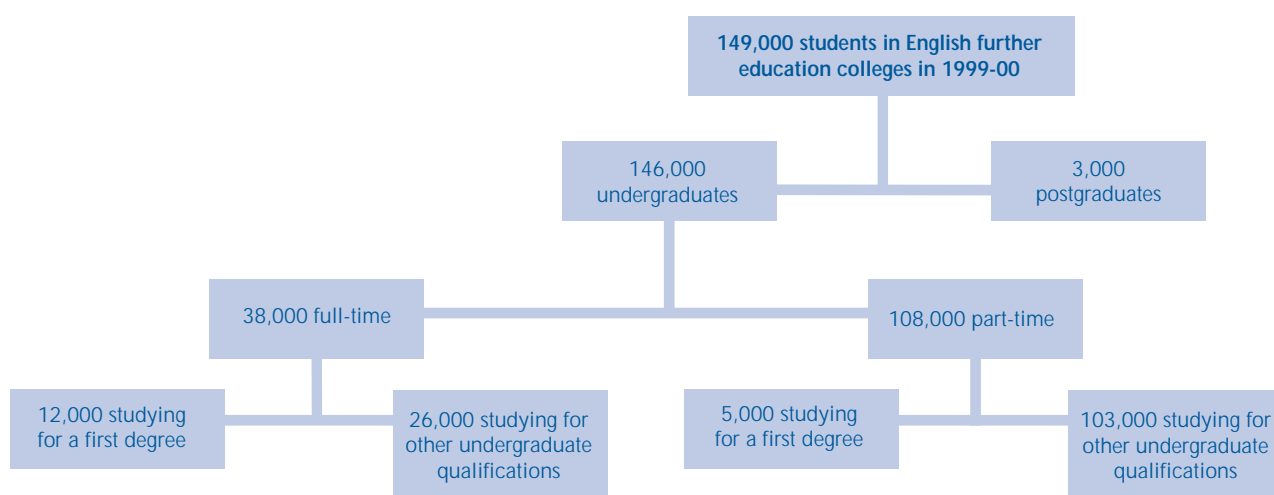 149,000 students in English further
education colleges in 1999-00
146,000
undergraduates
3,000
postgraduates
38,000 full-time
108,000 part-time
12,000 studying
for a first degree
26,000 studying for
other undergraduate
qualifications
5,000 studying
for a first degree
103,000 studying for
other undergraduate
qualifications